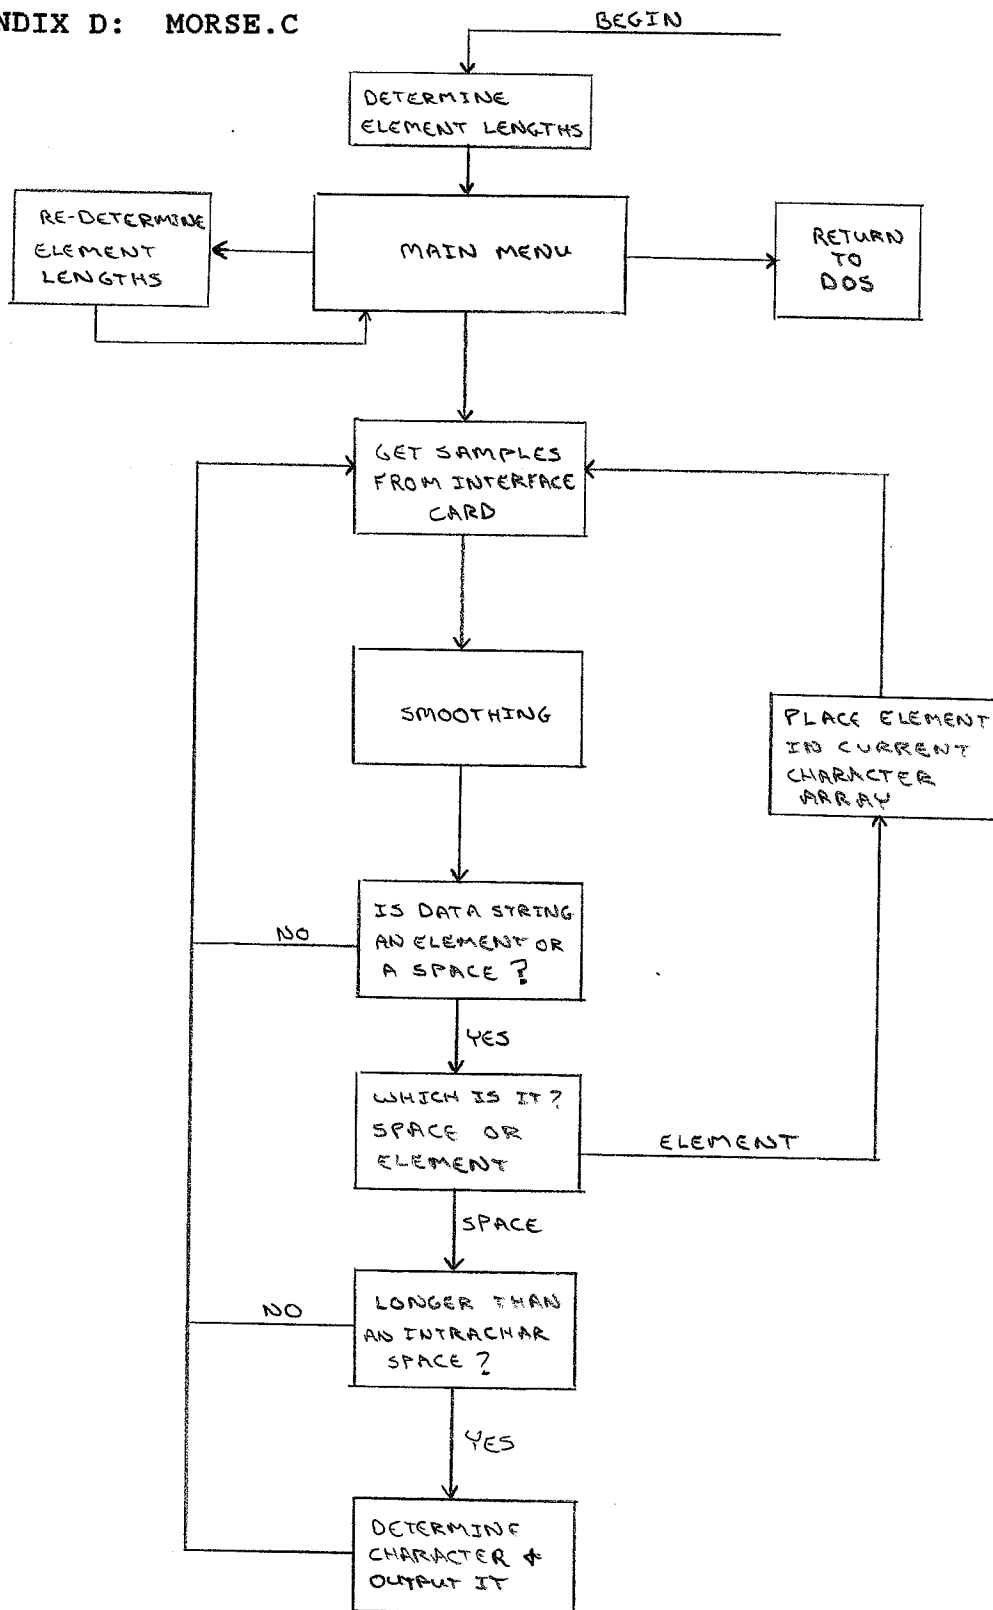 NDIX D: MORSE.C
BEGIN
DETERMINE
ELEMENT LENGTHS
RE-DETERMINE
ELEMENT
LENGTHS
MAIN MENU
RETURN
TO
DOS
GET SAMPLES
FROM INTERFACE
CARD
SMOOTHING
PLACE ELEMENT
IN CURRENT
CHARACTER
ARRAY
IS DATA STRING
AN ELEMENT OR
A SPACE ?
NO
YES
WHICH IS IT?
SPACE OR
ELEMENT
ELEMENT
SPACE
LONGER THAN
AN INTRACHAR
SPACE ?
NO
YES
DETERMINE
CHARACTER &
OUTPUT IT